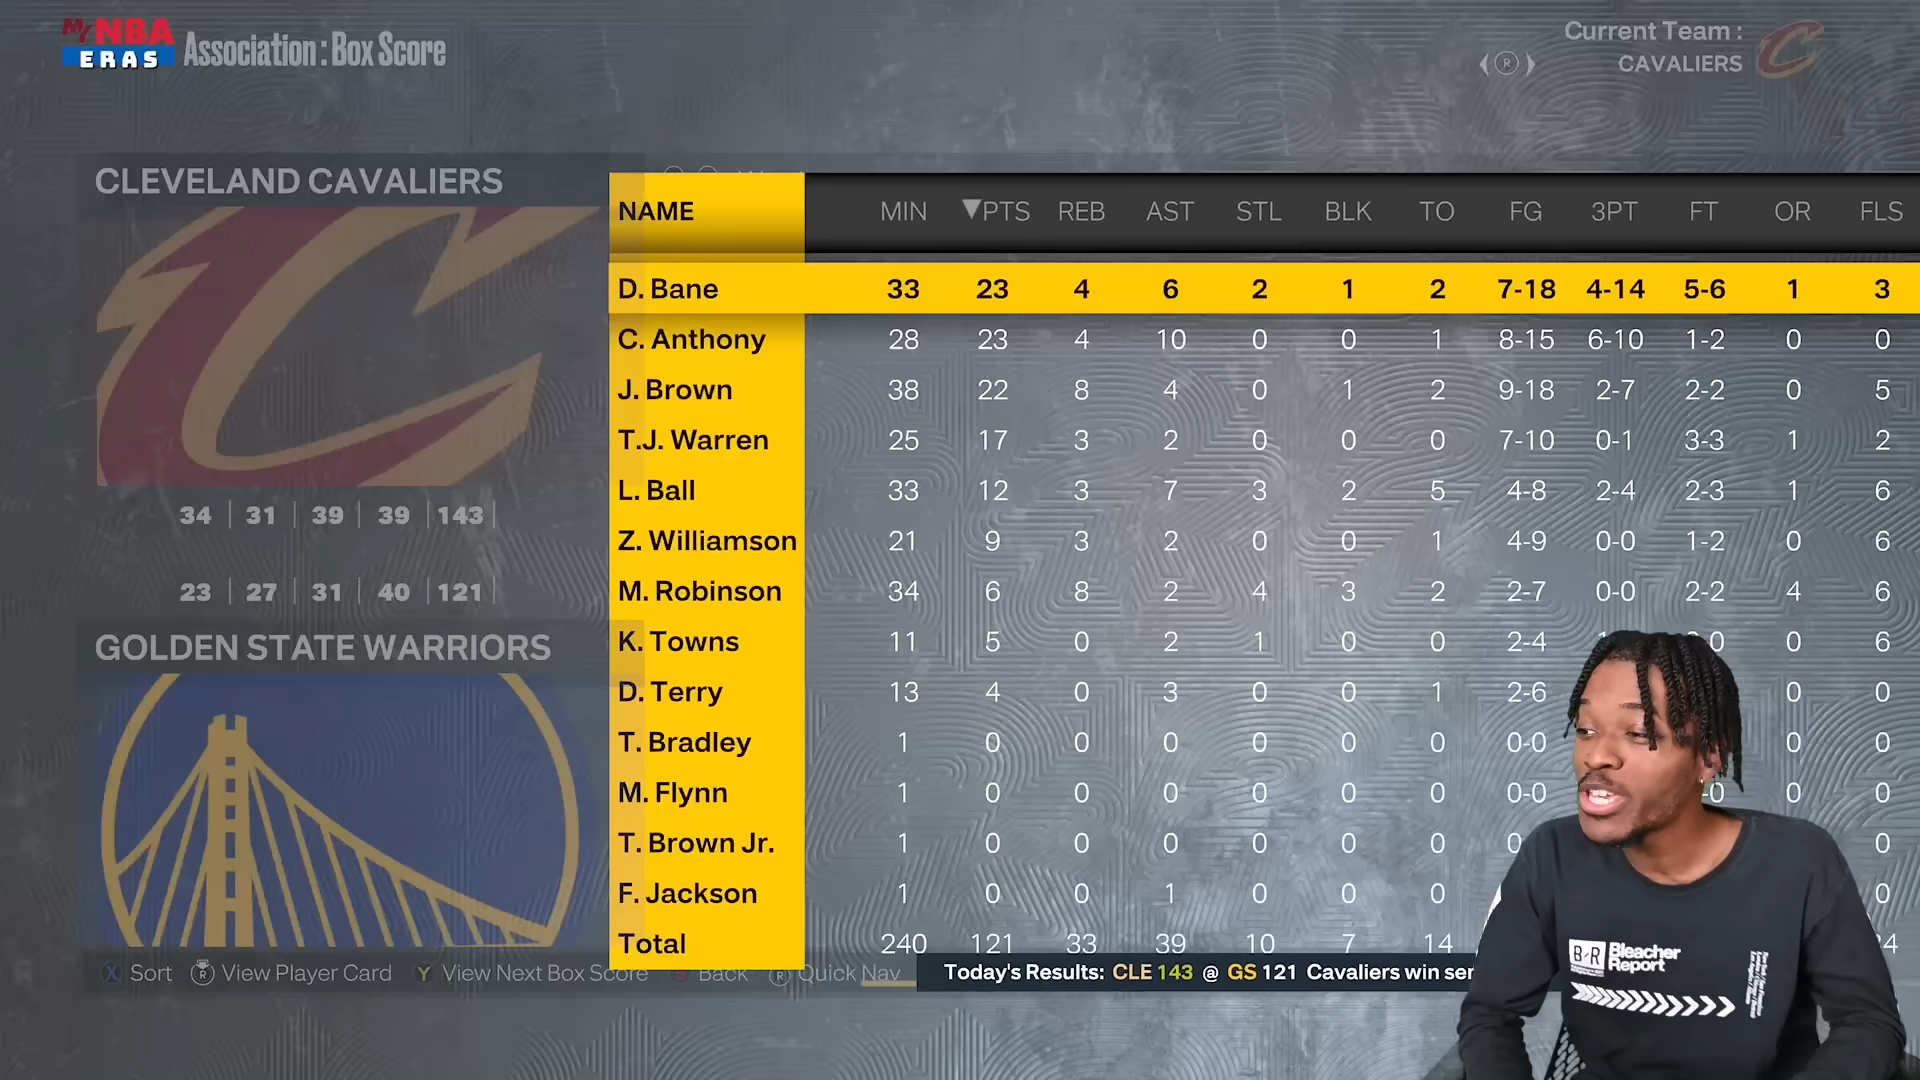 MyNBA
ERAS
Association : Box Score
Current Team :
CAVALIERS
R
CLEVELAND CAVALIERS
34 31 39 39 143
23 27 31 40 121
GOLDEN STATE WARRIORS
NAME MIN ▼PTS REB AST STL BLK TO FG 3PT FT OR FLS
D. Bane 33 23 4 6 2 1 2 7-18 4-14 5-6 1 3
C. Anthony 28 23 4 10 0 0 1 8-15 6-10 1-2 0 0
J. Brown 38 22 8 4 0 1 2 9-18 2-7 2-2 0 5
T.J. Warren 25 17 3 2 0 0 0 7-10 0-1 3-3 1 2
L. Ball 33 12 3 7 3 2 5 4-8 2-4 2-3 1 6
Z. Williamson 21 9 3 2 0 0 1 4-9 0-0 1-2 0 6
M. Robinson 34 6 8 2 4 3 2 2-7 0-0 2-2 4 6
K. Towns 11 5 0 2 1 0 0 2-4 0 6
D. Terry 13 4 0 3 0 0 1 2-6 0 0
T. Bradley 1 0 0 0 0 0 0 0-0 0 0
M. Flynn 1 0 0 0 0 0 0 0-0 0 0
T. Brown Jr. 1 0 0 0 0 0 0 0
F. Jackson 1 0 0 1 0 0 0 0
Total 240 121 33 39 10 7 14
X Sort R View Player Card Y View Next Box Score Back R Quick Nav
Today's Results: CLE 143 @ GS 121 Cavaliers win
B/R Bleacher
Report